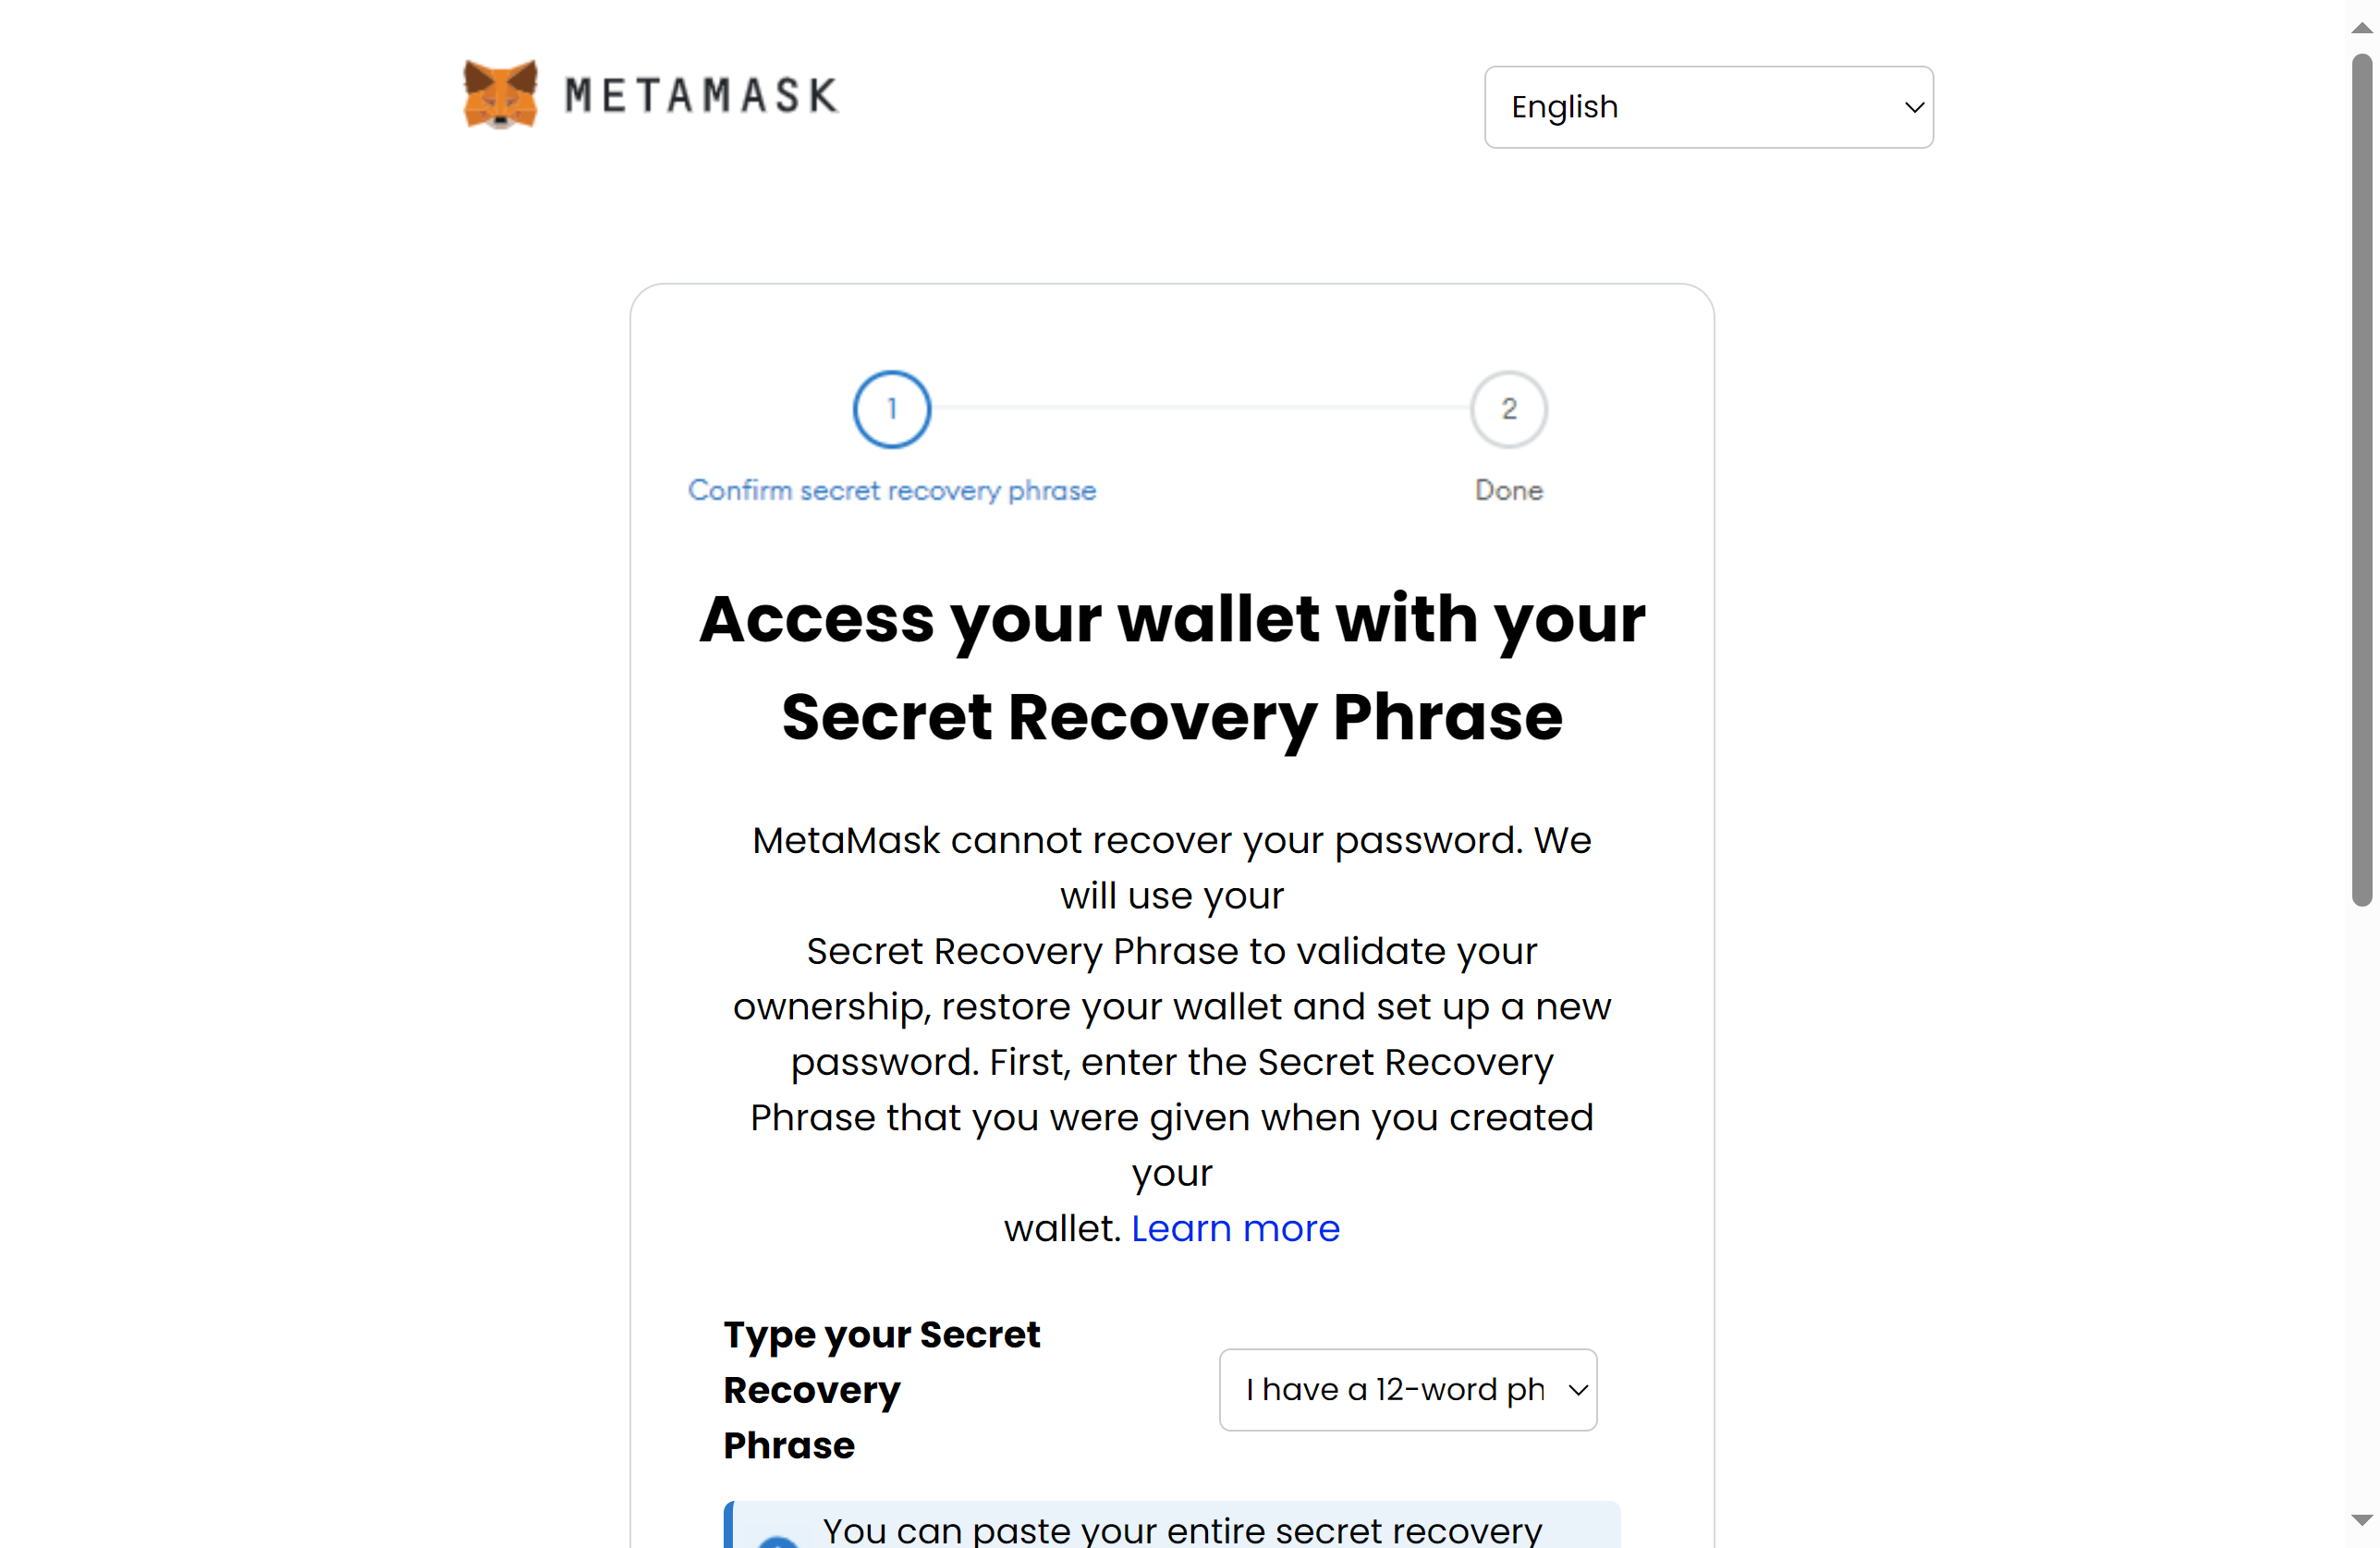 METAMASK
English
1
2
Confirm secret recovery phrase
Done
Access your wallet with your
Secret Recovery Phrase
MetaMask cannot recover your password. We
will use your
Secret Recovery Phrase to validate your
ownership, restore your wallet and set up a new
password. First, enter the Secret Recovery
Phrase that you were given when you created
your
wallet. Learn more
Type your Secret
Recovery
Phrase
I have a 12-word ph
You can paste your entire secret recovery